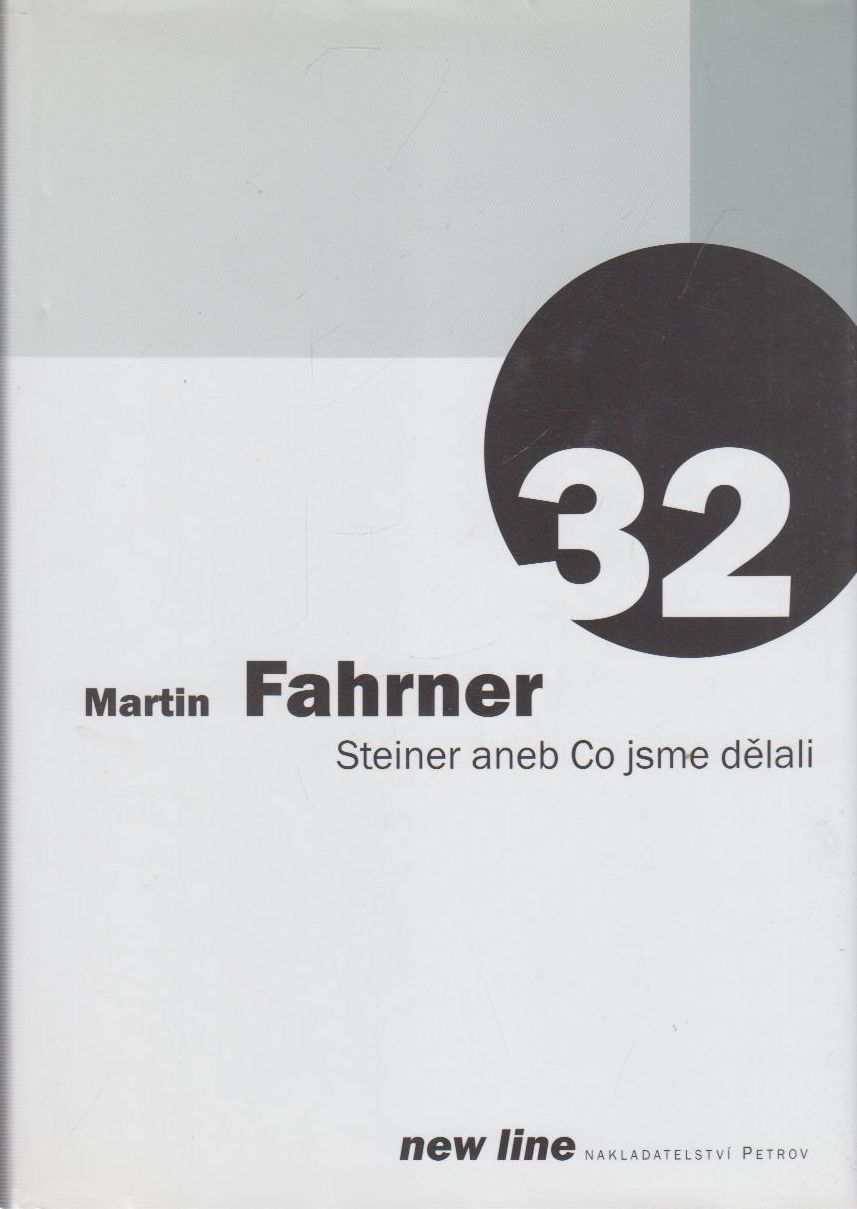 32
Martin Fahrner
Steiner aneb Co jsme dělali
new line NAKLADATELSTVÍ PETROV